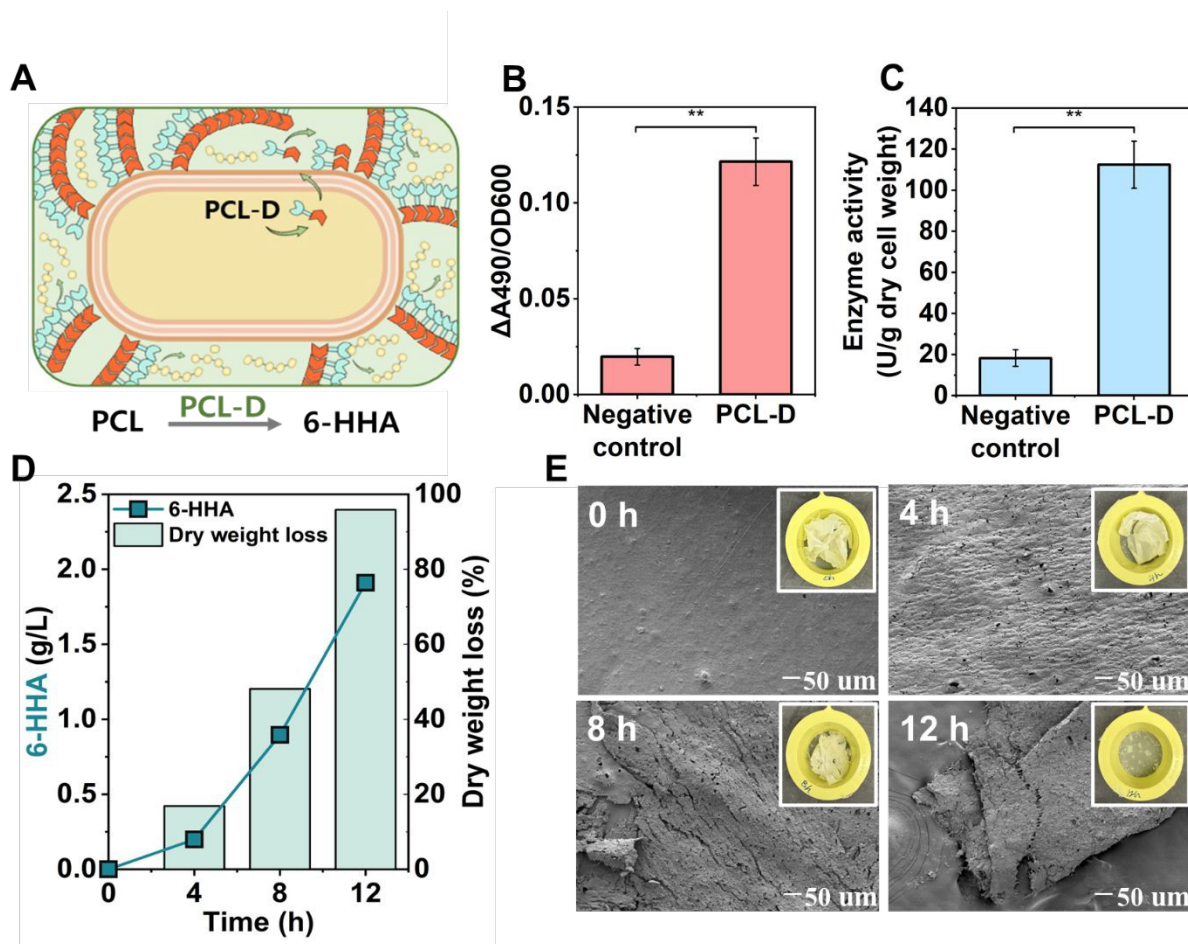 A
PCL-D
PCL
PCL-D
6-HHA
B
0.15
0.10
0.05
0.00
ΔA490/OD600
**
Negative
control
PCL-D
C
140
120
100
80
60
40
20
0
Enzyme activity
(U/g dry cell weight)
**
Negative
control
PCL-D
D
2.5
2.0
1.5
1.0
0.5
0.0
6-HHA (g/L)
6-HHA
Dry weight loss
100
80
60
40
20
0
Dry weight loss (%)
0
4
8
12
Time (h)
E
0 h
50 um
4 h
4h
50 um
8 h
8h
50 um
12 h
12h
50 um